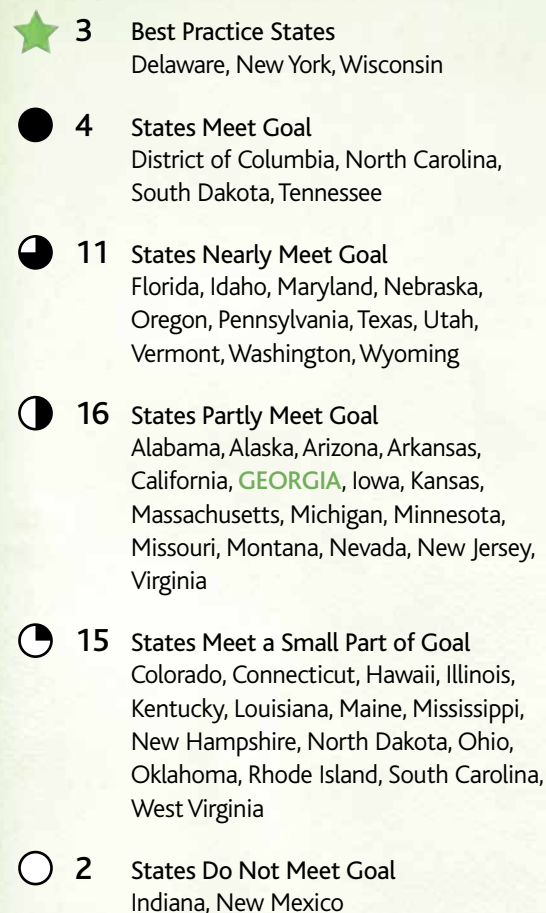 3 Best Practice States
Delaware, New York, Wisconsin
4 States Meet Goal
District of Columbia, North Carolina,
South Dakota, Tennessee
11 States Nearly Meet Goal
Florida, Idaho, Maryland, Nebraska,
Oregon, Pennsylvania, Texas, Utah,
Vermont, Washington, Wyoming
16 States Partly Meet Goal
Alabama, Alaska, Arizona, Arkansas,
California, GEORGIA, Iowa, Kansas,
Massachusetts, Michigan, Minnesota,
Missouri, Montana, Nevada, New Jersey,
Virginia
15 States Meet a Small Part of Goal
Colorado, Connecticut, Hawaii, Illinois,
Kentucky, Louisiana, Maine, Mississippi,
New Hampshire, North Dakota, Ohio,
Oklahoma, Rhode Island, South Carolina,
West Virginia
2 States Do Not Meet Goal
Indiana, New Mexico